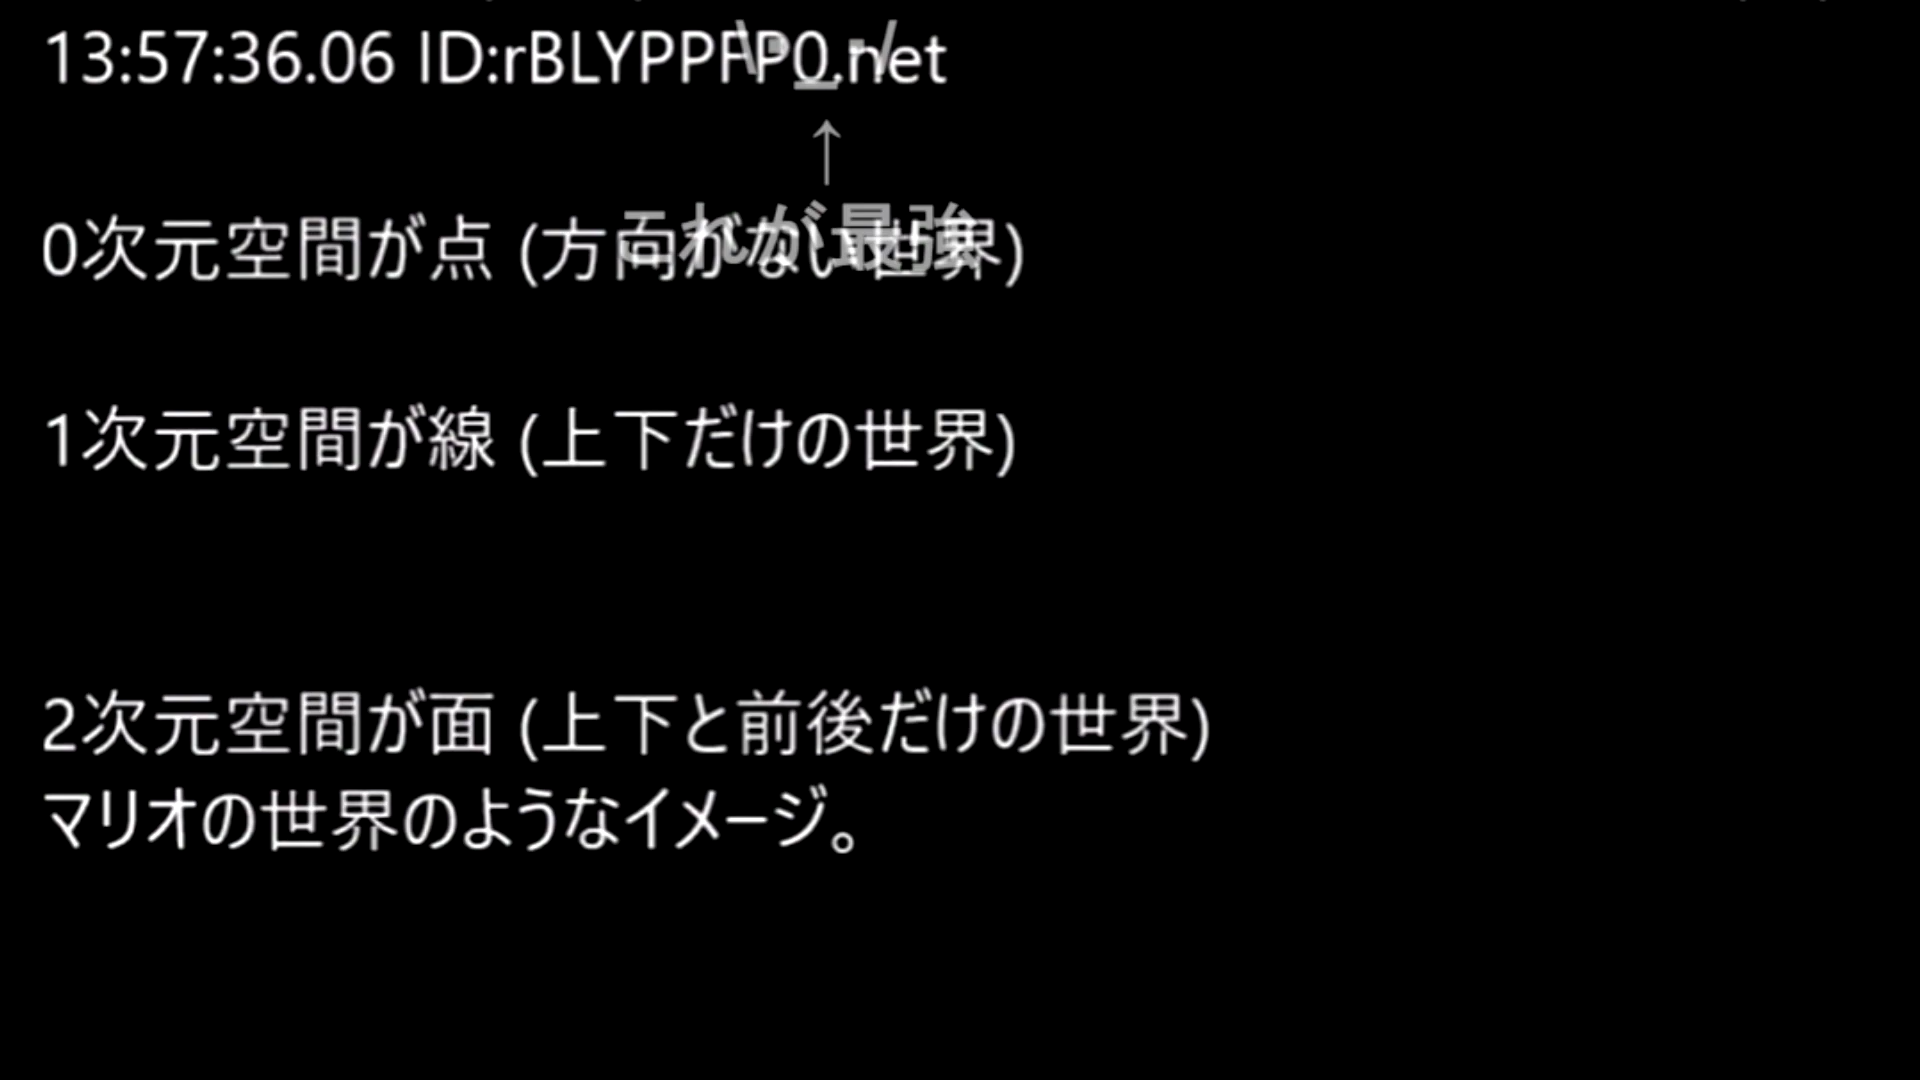 13:57:36.06 ID:rBLYPPFP0.net
↑
これが最強
0次元空間が点 (方向がない世界)
1次元空間が線 (上下だけの世界)
2次元空間が面 (上下と前後だけの世界)
マリオの世界のようなイメージ。